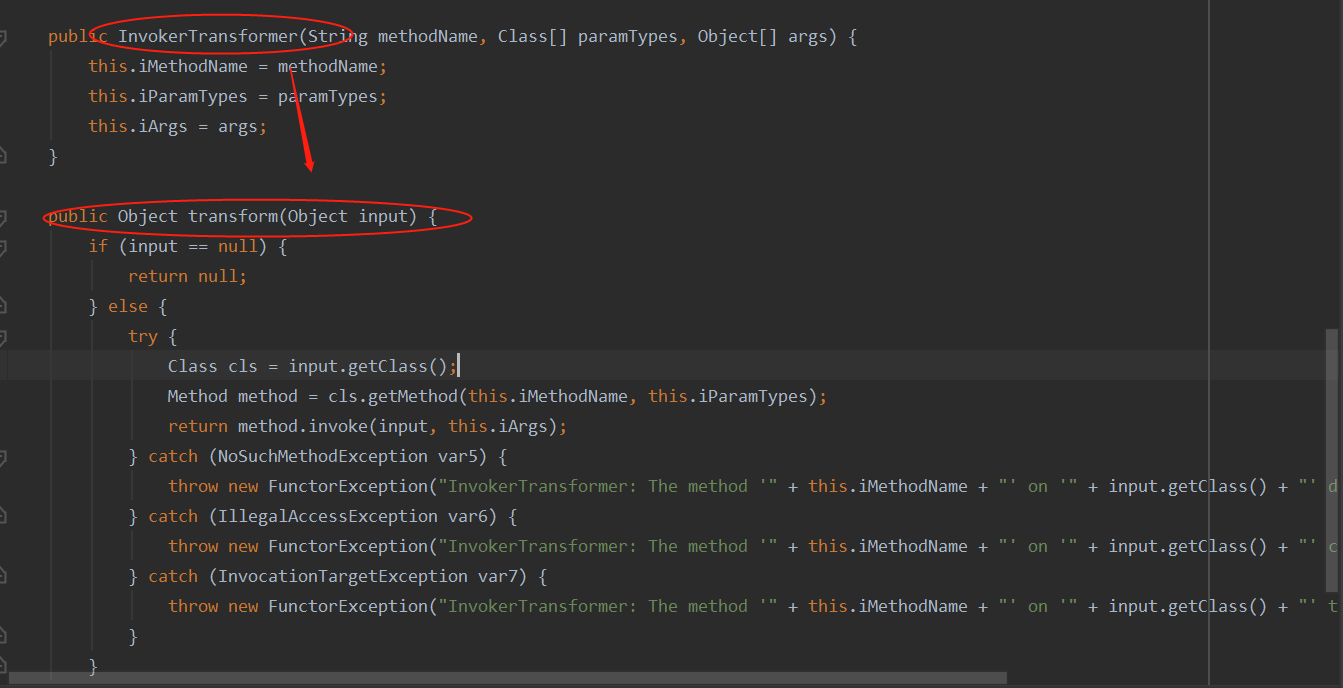 public InvokerTransformer(String methodName, Class[] paramTypes, Object[] args) {
this.iMethodName = methodName;
this.iParamTypes = paramTypes;
this.iArgs = args;
}
public Object transform(Object input) {
if (input == null) {
return null;
} else {
try {
Class cls = input.getClass();
Method method = cls.getMethod(this.iMethodName, this.iParamTypes);
return method.invoke(input, this.iArgs);
} catch (NoSuchMethodException var5) {
throw new FunctorException("InvokerTransformer: The method '" + this.iMethodName + "' on '" + input.getClass() + "' d
} catch (IllegalAccessException var6) {
throw new FunctorException("InvokerTransformer: The method '" + this.iMethodName + "' on '" + input.getClass() + "' c
} catch (InvocationTargetException var7) {
throw new FunctorException("InvokerTransformer: The method '" + this.iMethodName + "' on '" + input.getClass() + "' t
}
}